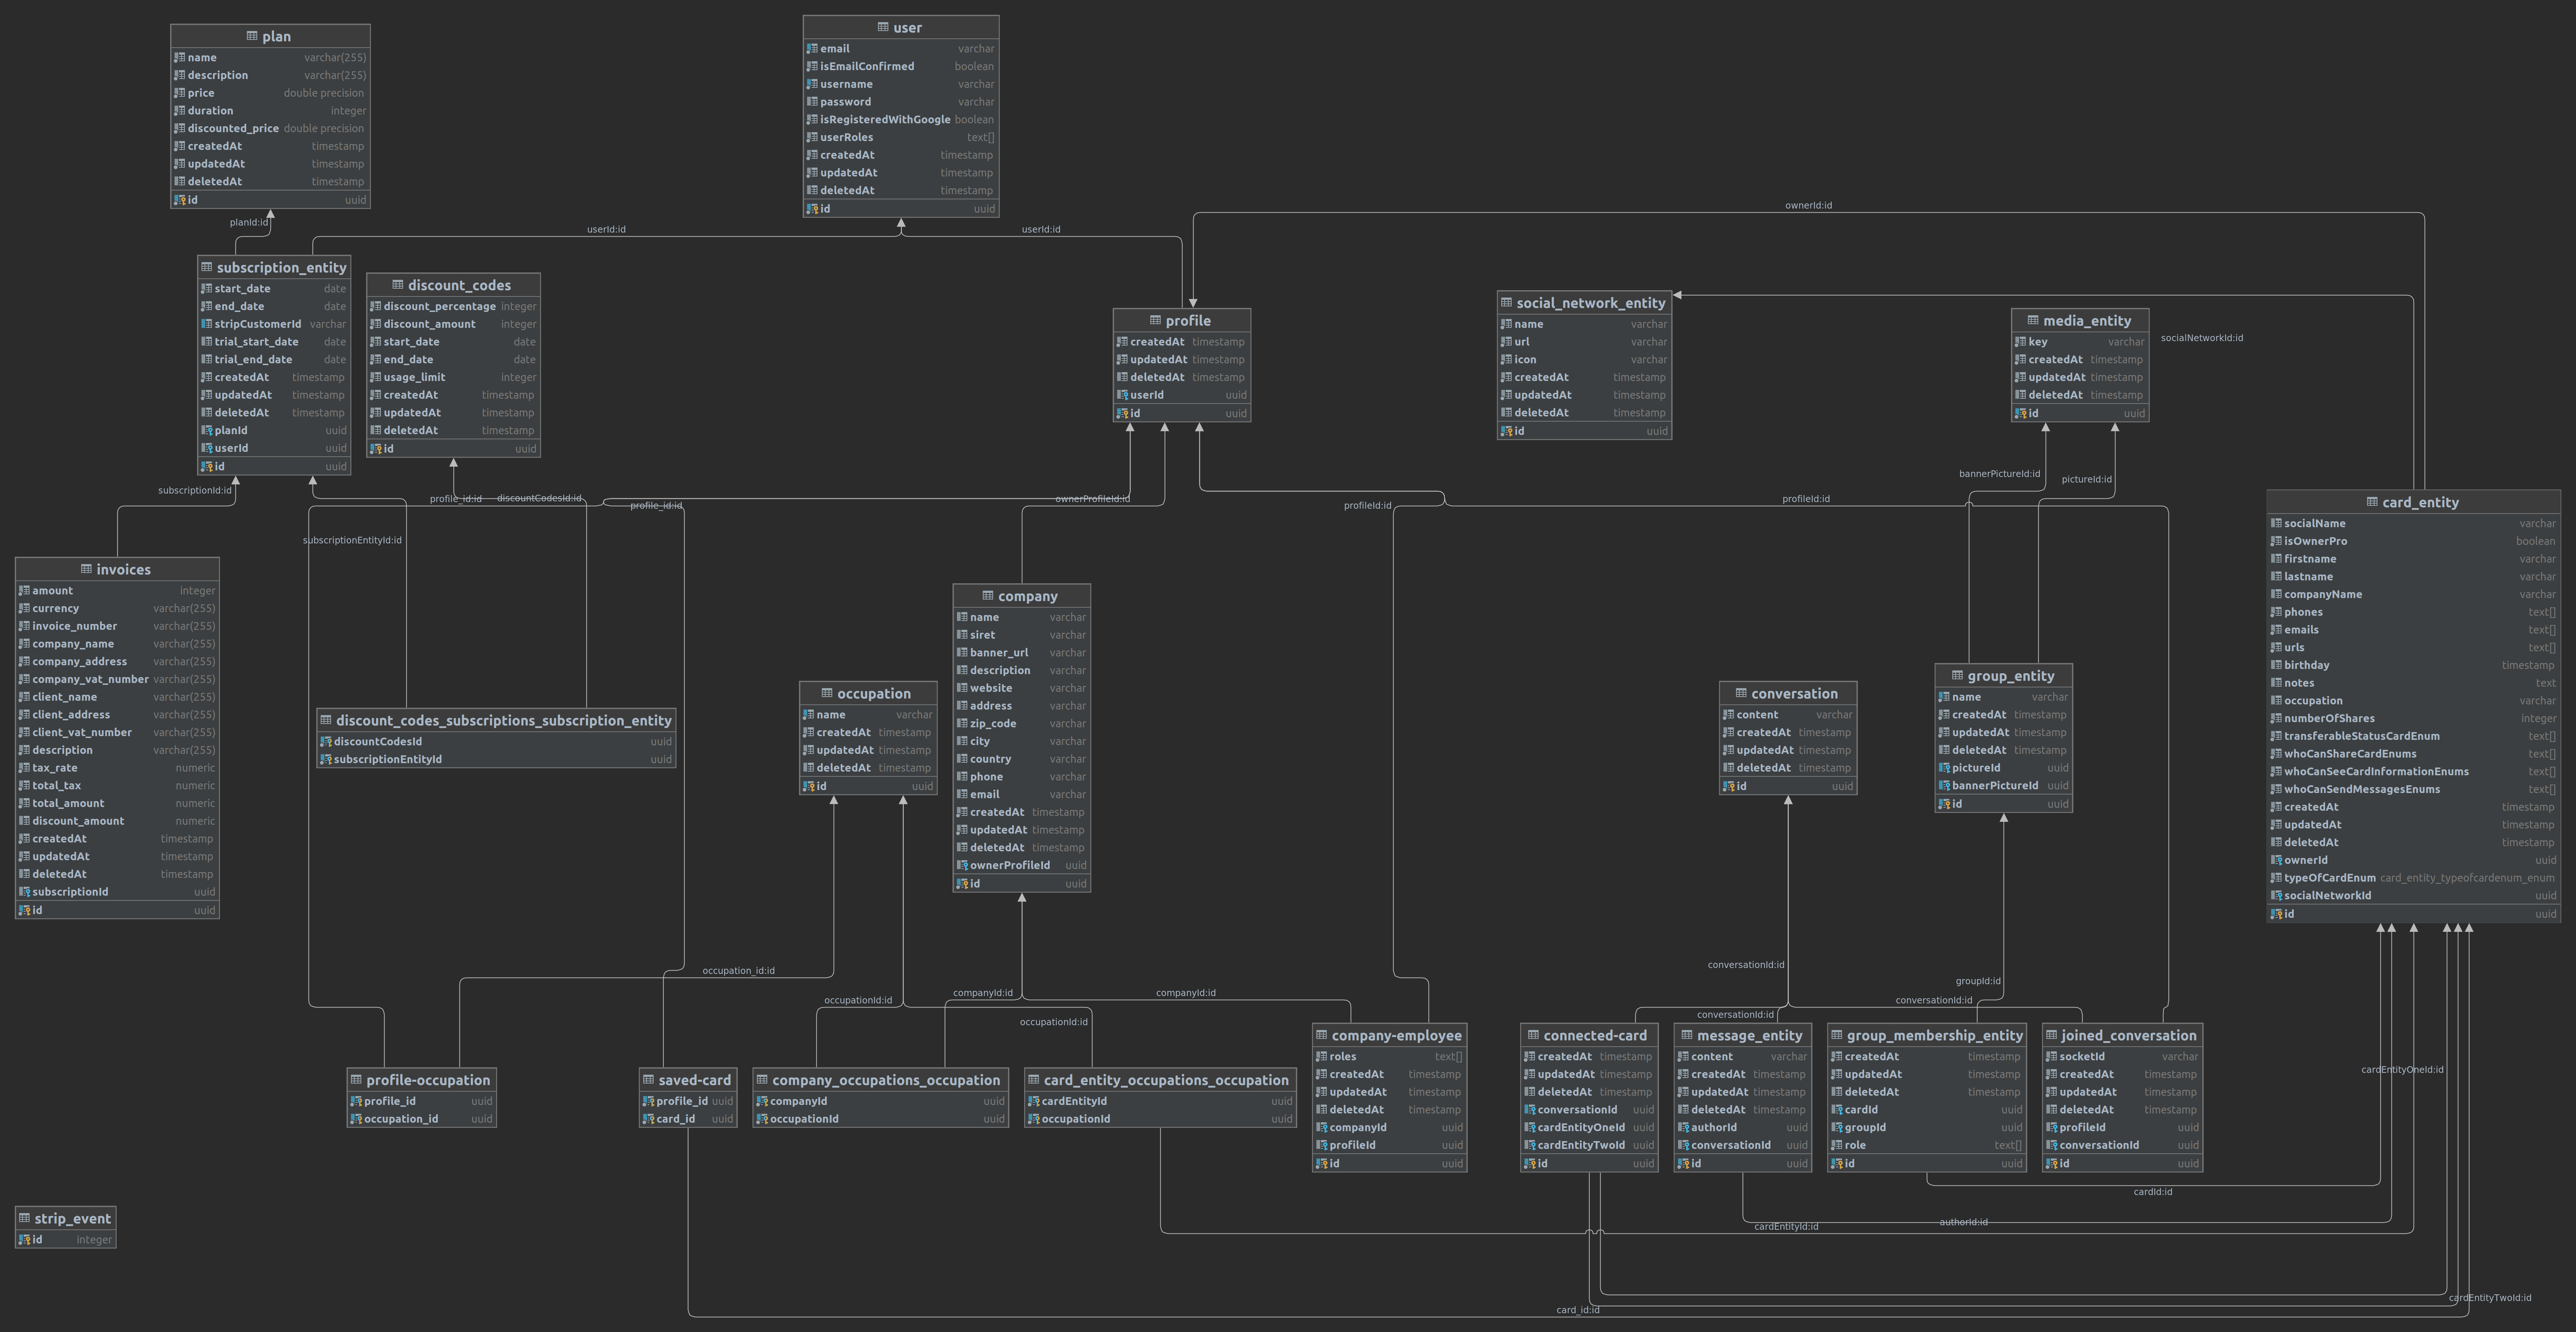 plan
name varchar(255)
description varchar(255)
price double precision
duration integer
discounted_price double precision
createdAt timestamp
updatedAt timestamp
deletedAt timestamp
id uuid
user
email varchar
isEmailConfirmed boolean
username varchar
password varchar
isRegisteredWithGoogle boolean
userRoles text[]
createdAt timestamp
updatedAt timestamp
deletedAt timestamp
id uuid
ownerId:id
planId:id
userId:id
userId:id
subscription_entity
start_date date
end_date date
stripCustomerId varchar
trial_start_date date
trial_end_date date
createdAt timestamp
updatedAt timestamp
deletedAt timestamp
planId uuid
userId uuid
id uuid
discount_codes
discount_percentage integer
discount_amount integer
start_date date
end_date date
usage_limit integer
createdAt timestamp
updatedAt timestamp
deletedAt timestamp
id uuid
profile
createdAt timestamp
updatedAt timestamp
deletedAt timestamp
userId uuid
id uuid
social_network_entity
name varchar
url varchar
icon varchar
createdAt timestamp
updatedAt timestamp
deletedAt timestamp
id uuid
media_entity
key varchar
createdAt timestamp
updatedAt timestamp
deletedAt timestamp
id uuid
socialNetworkId:id
bannerPictureId:id
pictureId:id
subscriptionId:id
profile_id:id
discountCodesId:id
profile_id:id
ownerProfileId:id
profileId:id
profileId:id
subscriptionEntityId:id
card_entity
socialName varchar
isOwnerPro boolean
firstname varchar
lastname varchar
companyName varchar
phones text[]
emails text[]
urls text[]
birthday timestamp
notes text
occupation varchar
numberOfShares integer
transferableStatusCardEnum text[]
whoCanShareCardEnums text[]
whoCanSeeCardInformationEnums text[]
whoCanSendMessagesEnums text[]
createdAt timestamp
updatedAt timestamp
deletedAt timestamp
ownerId uuid
typeOfCardEnum card_entity_typeofcardenum_enum
socialNetworkId uuid
id uuid
invoices
amount integer
currency varchar(255)
invoice_number varchar(255)
company_name varchar(255)
company_address varchar(255)
company_vat_number varchar(255)
client_name varchar(255)
client_address varchar(255)
client_vat_number varchar(255)
description varchar(255)
tax_rate numeric
total_tax numeric
total_amount numeric
discount_amount numeric
createdAt timestamp
updatedAt timestamp
deletedAt timestamp
subscriptionId uuid
id uuid
discount_codes_subscriptions_subscription_entity
discountCodesId uuid
subscriptionEntityId uuid
occupation
name varchar
createdAt timestamp
updatedAt timestamp
deletedAt timestamp
id uuid
company
name varchar
siret varchar
banner_url varchar
description varchar
website varchar
address varchar
zip_code varchar
city varchar
country varchar
phone varchar
email varchar
createdAt timestamp
updatedAt timestamp
deletedAt timestamp
ownerProfileId uuid
id uuid
conversation
content varchar
createdAt timestamp
updatedAt timestamp
deletedAt timestamp
id uuid
group_entity
name varchar
createdAt timestamp
updatedAt timestamp
deletedAt timestamp
pictureId uuid
bannerPictureId uuid
id uuid
occupation_id:id
occupationId:id
companyId:id
companyId:id
occupationId:id
conversationId:id
conversationId:id
conversationId:id
groupId:id
cardEntityOneId:id
profile-occupation
profile_id uuid
occupation_id uuid
saved-card
profile_id uuid
card_id uuid
company_occupations_occupation
companyId uuid
occupationId uuid
card_entity_occupations_occupation
cardEntityId uuid
occupationId uuid
company-employee
roles text[]
createdAt timestamp
updatedAt timestamp
deletedAt timestamp
companyId uuid
profileId uuid
id uuid
connected-card
createdAt timestamp
updatedAt timestamp
deletedAt timestamp
conversationId uuid
cardEntityOneId uuid
cardEntityTwoId uuid
id uuid
message_entity
content varchar
createdAt timestamp
updatedAt timestamp
deletedAt timestamp
authorId uuid
conversationId uuid
id uuid
group_membership_entity
createdAt timestamp
updatedAt timestamp
deletedAt timestamp
cardId uuid
groupId uuid
role text[]
id uuid
joined_conversation
socketId varchar
createdAt timestamp
updatedAt timestamp
deletedAt timestamp
profileId uuid
conversationId uuid
id uuid
cardId:id
authorId:id
cardEntityId:id
strip_event
id integer
cardEntityTwoId:id
card_id:id